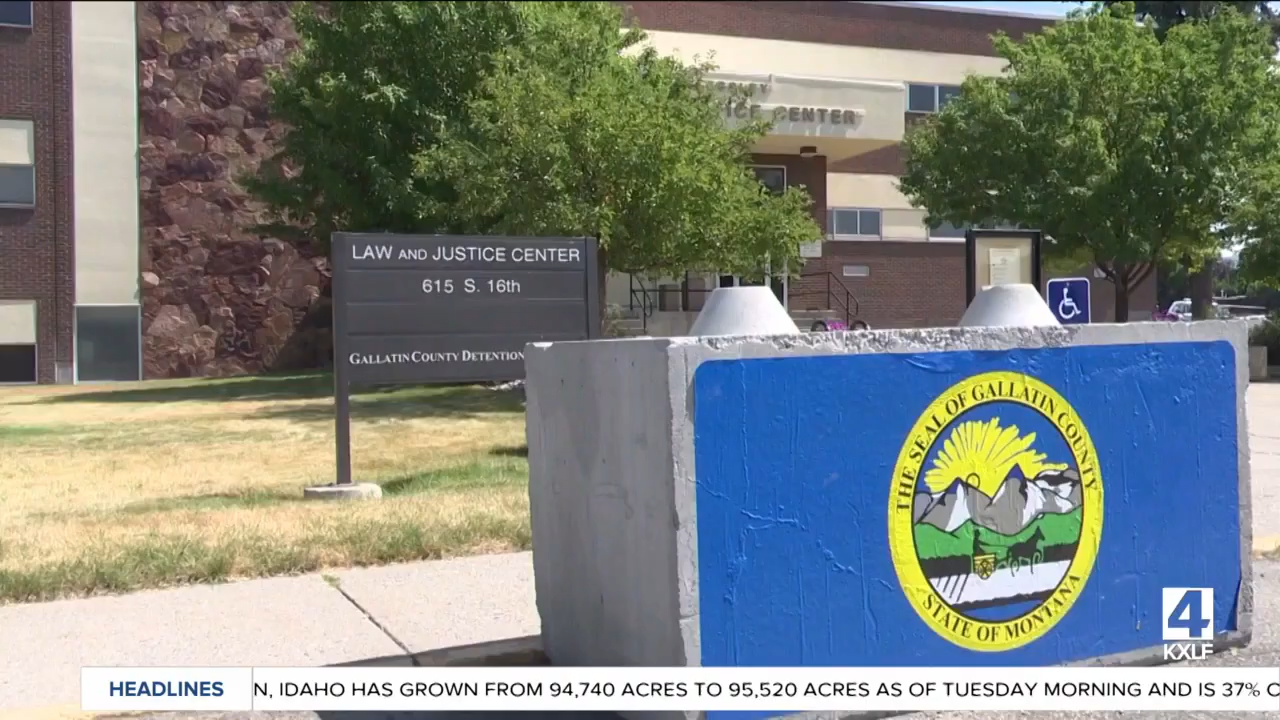 ICE CENTER
LAW AND JUSTICE CENTER
615 S. 16th
GALLATIN COUNTY DETENTION
THE SEAL OF GALLATIN COUNTY
STATE OF MONTANA
4
KXLF
HEADLINES
N, IDAHO HAS GROWN FROM 94,740 ACRES TO 95,520 ACRES AS OF TUESDAY MORNING AND IS 37% C